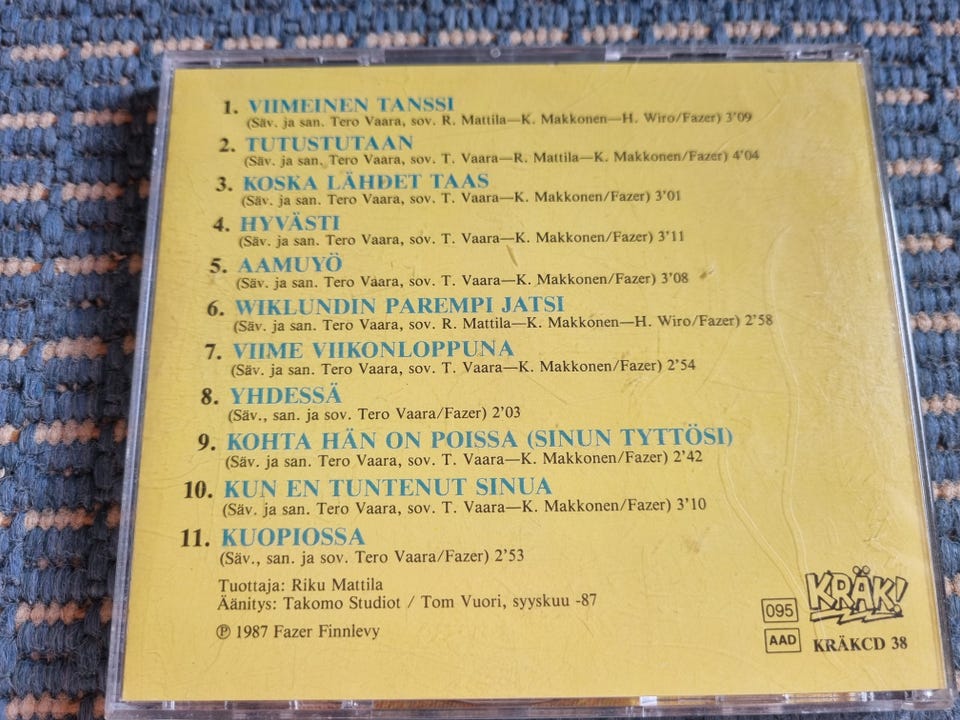 1. VIIMEINEN TANSSI
(Säv. ja san. Tero Vaara, sov. R. Mattila—K. Makkonen—H. Wiro/Fazer) 3'09
2. TUTUSTUTAAN
(Säv. ja san. Tero Vaara, sov. T. Vaara—R. Mattila—K. Makkonen/Fazer) 4'04
3. KOSKA LÄHDET TAAS
(Säv. ja san. Tero Vaara, sov. T. Vaara—K. Makkonen/Fazer) 3'01
4. HYVÄSTI
(Säv. ja san. Tero Vaara, sov. T. Vaara—K. Makkonen/Fazer) 3'11
5. AAMUYÖ
(Säv. ja san. Tero Vaara, sov. T. Vaara—K. Makkonen/Fazer) 3'08
6. WIKLUNDIN PAREMPI JATSI
(Säv. ja san. Tero Vaara, sov. R. Mattila—K. Makkonen—H. Wiro/Fazer) 2'58
7. VIIME VIIKONLOPPUNA
(Säv. ja san. Tero Vaara, sov. T. Vaara—K. Makkonen/Fazer) 2'54
8. YHDESSÄ
(Säv., san. ja sov. Tero Vaara/Fazer) 2'03
9. KOHTA HÄN ON POISSA (SINUN TYTTÖSI)
(Säv. ja san. Tero Vaara, sov. T. Vaara—K. Makkonen/Fazer) 2'42
10. KUN EN TUNTENUT SINUA
(Säv. ja san. Tero Vaara, sov. T. Vaara—K. Makkonen/Fazer) 3'10
11. KUOPIOSSA
(Säv., san. ja sov. Tero Vaara/Fazer) 2'53
Tuottaja: Riku Mattila
Äänitys: Takomo Studiot / Tom Vuori, syyskuu -87
℗ 1987 Fazer Finnlevy
KRÄK!
095
AAD
KRÄKCD 38